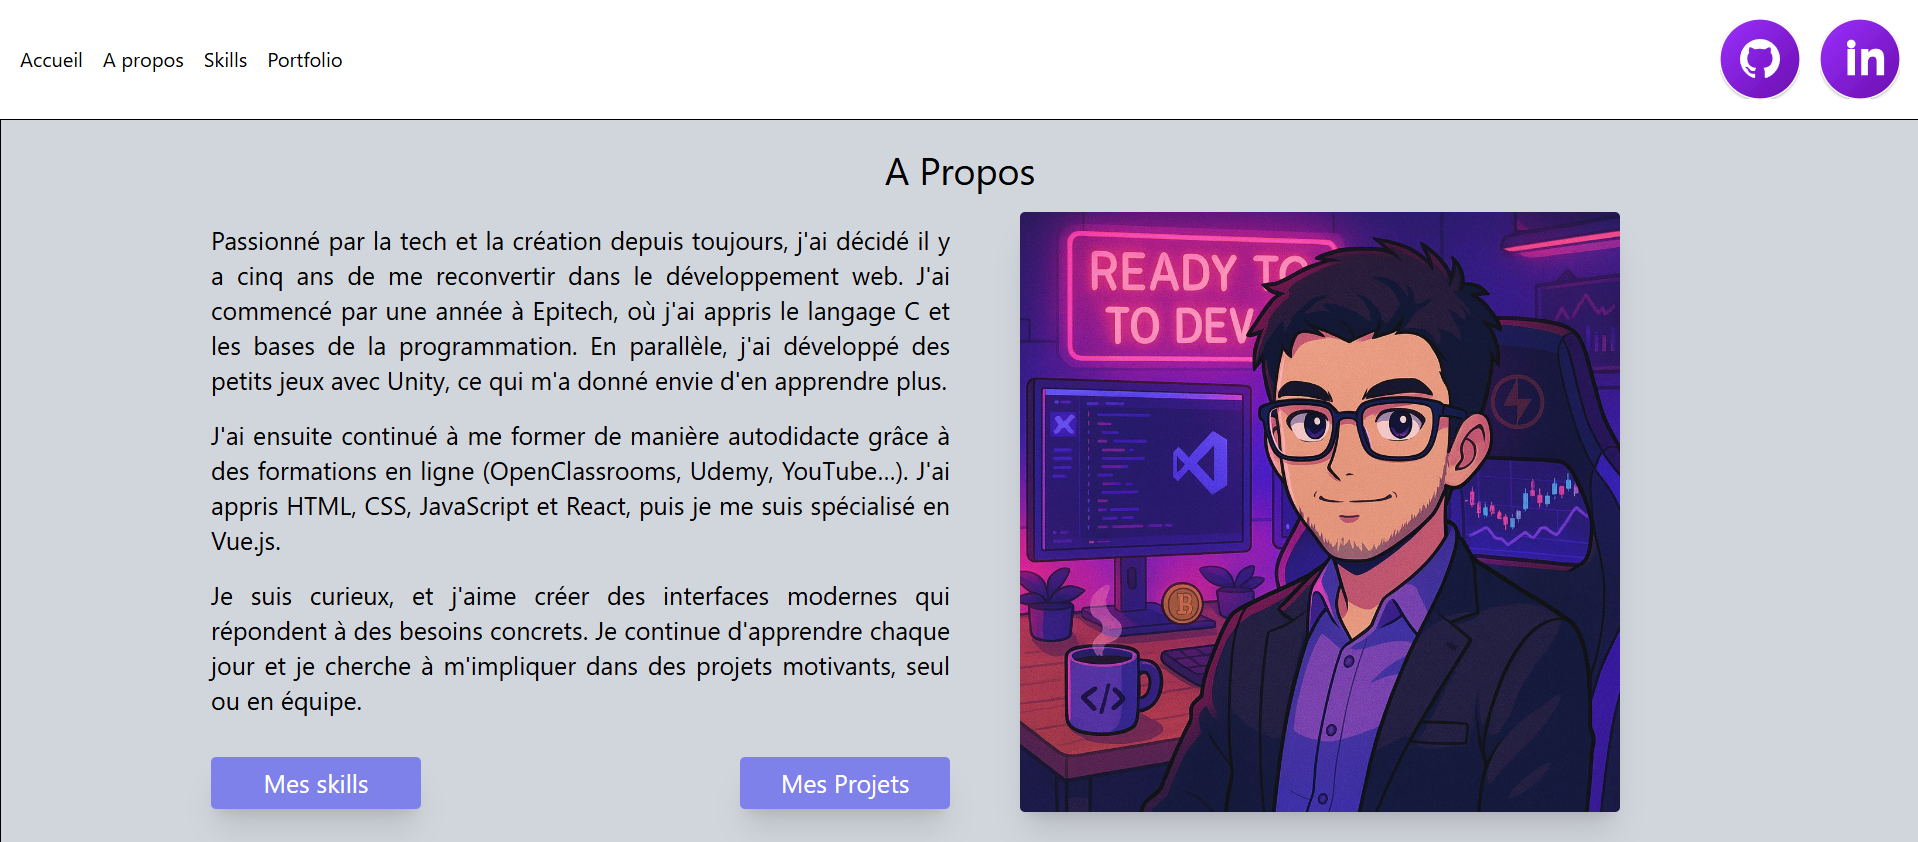 Accueil A propos Skills Portfolio
in
A Propos
Passionné par la tech et la création depuis toujours, j'ai décidé il y
a cinq ans de me reconvertir dans le développement web. J'ai
commencé par une année à Epitech, où j'ai appris le langage C et
les bases de la programmation. En parallèle, j'ai développé des
petits jeux avec Unity, ce qui m'a donné envie d'en apprendre plus.
J'ai ensuite continué à me former de manière autodidacte grâce à
des formations en ligne (OpenClassrooms, Udemy, YouTube...). J'ai
appris HTML, CSS, JavaScript et React, puis je me suis spécialisé en
Vue.js.
Je suis curieux, et j'aime créer des interfaces modernes qui
répondent à des besoins concrets. Je continue d'apprendre chaque
jour et je cherche à m'impliquer dans des projets motivants, seul
ou en équipe.
Mes skills
Mes Projets
READY TO
TO DEV
</>